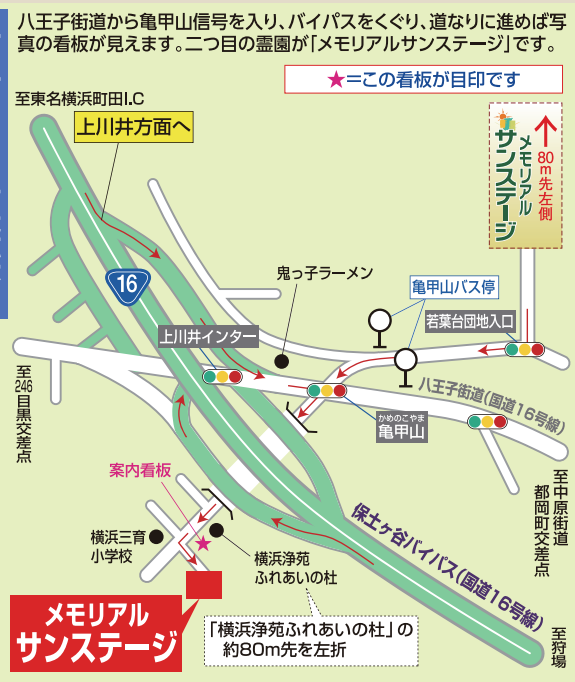 八王子街道から亀甲山信号を入り、バイパスをくぐり、道なりに進めば写
真の看板が見えます。二つ目の霊園が「メモリアルサンステージ」です。
★=この看板が目印です
至東名横浜町田I.C
上川井方面へ
↑80m先左側
メモリアル
サンステージ
16
鬼っ子ラーメン
亀甲山バス停
若葉台団地入口
上川井インター
八王子街道(国道16号線)
かめのこやま
亀甲山
至246目黒交差点
至中原街道
都岡町交差点
案内看板
横浜三育
小学校
横浜浄苑
ふれあいの杜
保土ヶ谷バイパス(国道16号線)
至狩場
メモリアル
サンステージ
「横浜浄苑ふれあいの杜」の
約80m先を左折